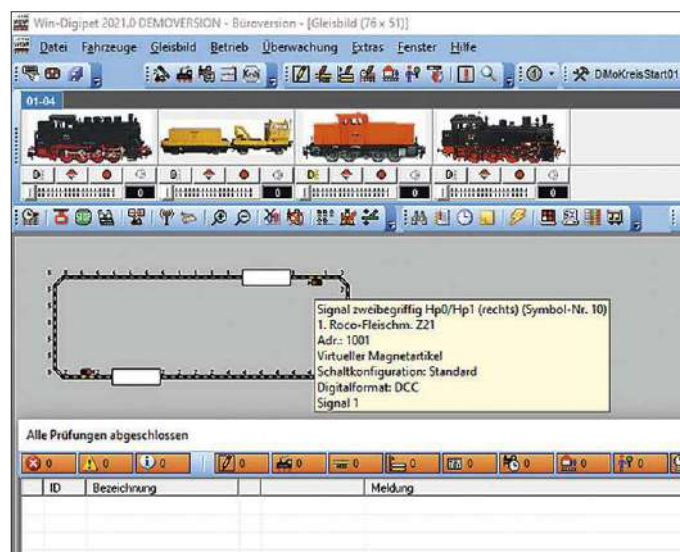 Win-Digipet 2021.0 DEMOVERSION - Büroversion - [Gleisbild (76 x 51)]
Datei Fahrzeuge Gleisbild Betrieb Überwachung Extras Fenster Hilfe
DiMoKreisStart01
01-04
0 0 0 0
Signal zweibegriffig Hp0/Hp1 (rechts) (Symbol-Nr. 10)
1. Roco-Fleischm. Z21
Adr.: 1001
Virtueller Magnetartikel
Schaltkonfiguration: Standard
Digitalformat: DCC
Signal 1
Alle Prüfungen abgeschlossen
0 0 0 0 0 0 0 0 0 0 0
ID Bezeichnung Meldung